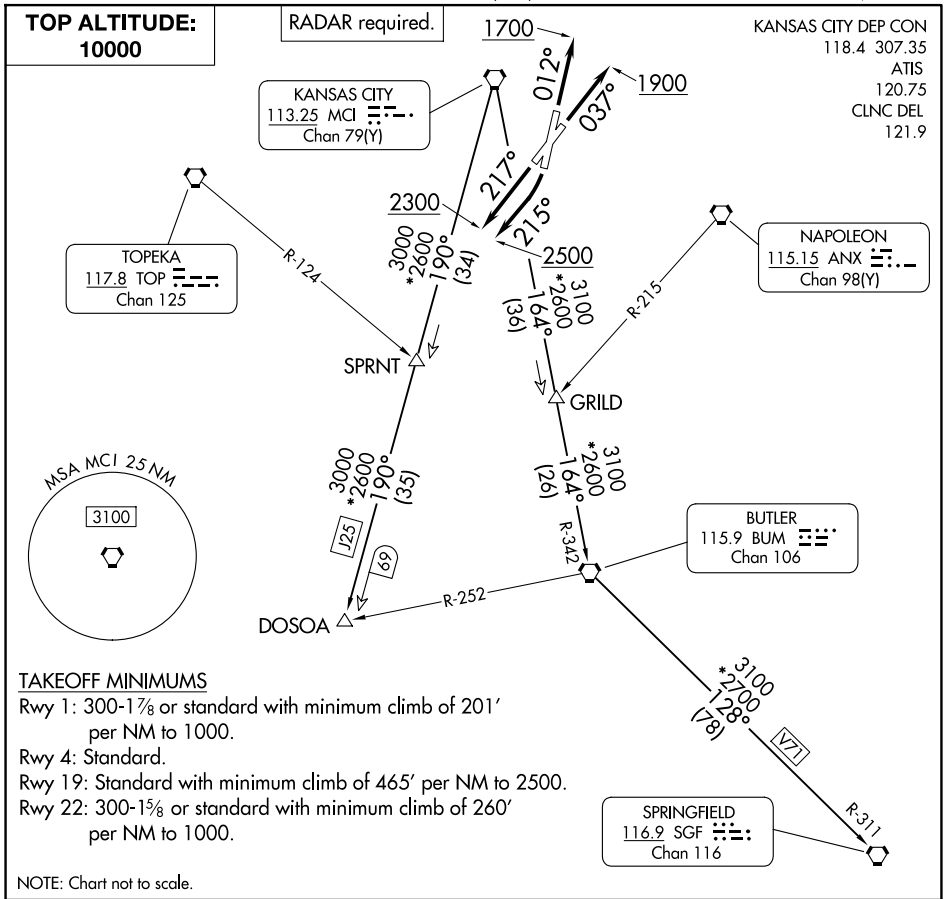 TOP ALTITUDE:
10000
RADAR required.
KANSAS CITY DEP CON
118.4 307.35
ATIS
120.75
CLNC DEL
121.9
1700
012°
1900
037°
KANSAS CITY
113.25 MCI
Chan 79(Y)
217°
215°
2300
2500
TOPEKA
117.8 TOP
Chan 125
R-124
NAPOLEON
115.15 ANX
Chan 98(Y)
R-215
3000
*2600
190°
(34)
3100
*2600
164°
(36)
SPRNT
GRILD
3000
*2600
190°
(35)
3100
*2600
164°
(26)
MSA MCI 25 NM
3100
J25
69
R-342
BUTLER
115.9 BUM
Chan 106
R-252
DOSOA
3100
*2700
128°
(78)
V71
R-311
SPRINGFIELD
116.9 SGF
Chan 116
TAKEOFF MINIMUMS
Rwy 1: 300-1⅞ or standard with minimum climb of 201'
per NM to 1000.
Rwy 4: Standard.
Rwy 19: Standard with minimum climb of 465' per NM to 2500.
Rwy 22: 300-1⅝ or standard with minimum climb of 260'
per NM to 1000.
NOTE: Chart not to scale.